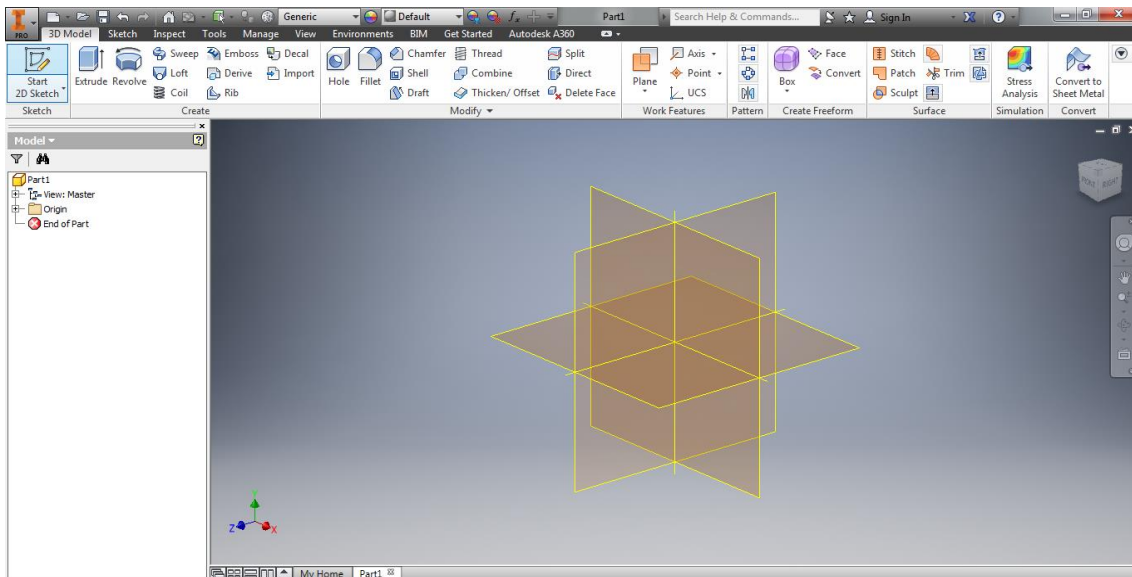 PRO
Generic
Default
Part1
Search Help & Commands...
Sign In
3D Model Sketch Inspect Tools Manage View Environments BIM Get Started Autodesk A360
Start
2D Sketch
Extrude Revolve
Sweep Emboss Decal
Loft Derive Import
Coil Rib
Hole Fillet
Chamfer Thread Split
Shell Combine Direct
Draft Thicken/ Offset Delete Face
Plane
Axis
Point
UCS
Box
Face
Convert
Stitch
Patch Trim
Sculpt
Stress
Analysis
Convert to
Sheet Metal
Sketch Create Modify Work Features Pattern Create Freeform Surface Simulation Convert
Model
Part1
View: Master
Origin
End of Part
RIGHT
Y
Z X
My Home Part1